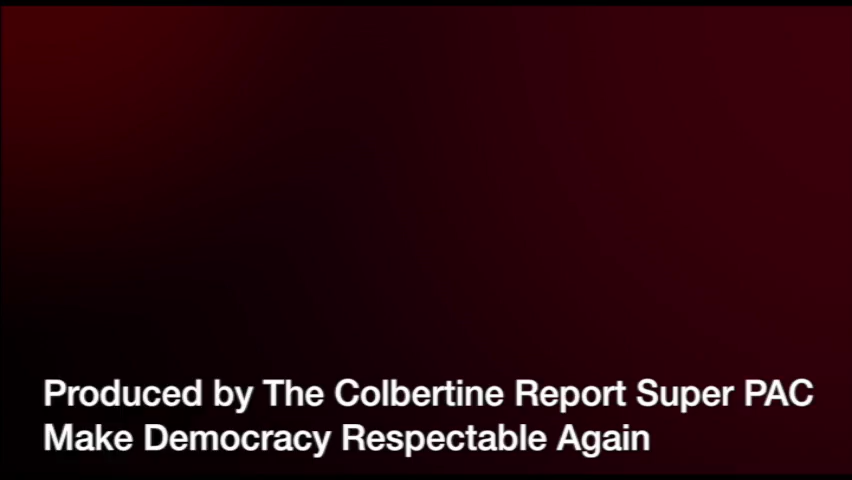 Produced by The Colbertine Report Super PAC
Make Democracy Respectable Again